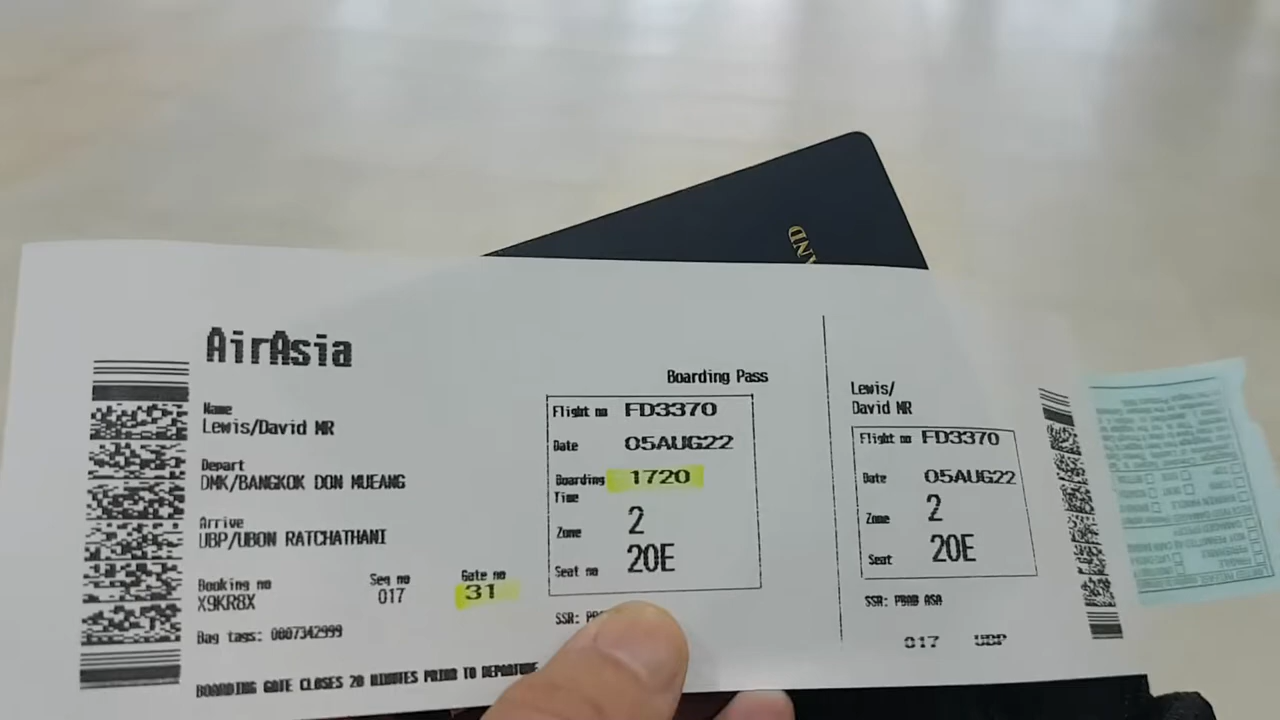 AND
AirAsia
Boarding Pass
Name
Lewis/David MR
Depart
DMK/BANGKOK DON MUEANG
Arrive
UBP/UBON RATCHATHANI
Booking no
X9KR8X
Seq no
017
Gate no
31
Bag tags: 0807342999
BOARDING GATE CLOSES 20 MINUTES PRIOR TO DEPARTURE
Flight no FD3370
Date 05AUG22
Boarding Time 1720
Zone 2
Seat no 20E
SSR:
Lewis/
David MR
Flight no FD3370
Date 05AUG22
Zone 2
Seat 20E
SSR: PBAB ASA
017 UBP